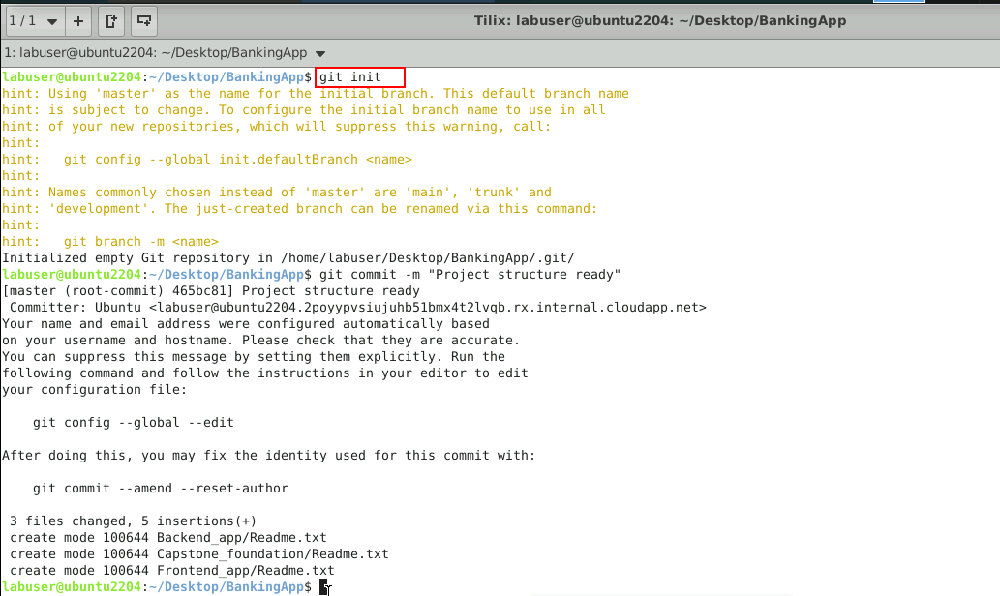 1 / 1
Tilix: labuser@ubuntu2204: ~/Desktop/BankingApp
1: labuser@ubuntu2204: ~/Desktop/BankingApp
labuser@ubuntu2204:~/Desktop/BankingApp$ git init
hint: Using 'master' as the name for the initial branch. This default branch name
hint: is subject to change. To configure the initial branch name to use in all
hint: of your new repositories, which will suppress this warning, call:
hint:
hint:   git config --global init.defaultBranch <name>
hint:
hint: Names commonly chosen instead of 'master' are 'main', 'trunk' and
hint: 'development'. The just-created branch can be renamed via this command:
hint:
hint:   git branch -m <name>
Initialized empty Git repository in /home/labuser/Desktop/BankingApp/.git/
labuser@ubuntu2204:~/Desktop/BankingApp$ git commit -m "Project structure ready"
[master (root-commit) 465bc81] Project structure ready
 Committer: Ubuntu <labuser@ubuntu2204.2poyypvsiujuhb51bmx4t2lvqb.rx.internal.cloudapp.net>
Your name and email address were configured automatically based
on your username and hostname. Please check that they are accurate.
You can suppress this message by setting them explicitly. Run the
following command and follow the instructions in your editor to edit
your configuration file:
    git config --global --edit
After doing this, you may fix the identity used for this commit with:
    git commit --amend --reset-author
 3 files changed, 5 insertions(+)
 create mode 100644 Backend_app/Readme.txt
 create mode 100644 Capstone_foundation/Readme.txt
 create mode 100644 Frontend_app/Readme.txt
labuser@ubuntu2204:~/Desktop/BankingApp$